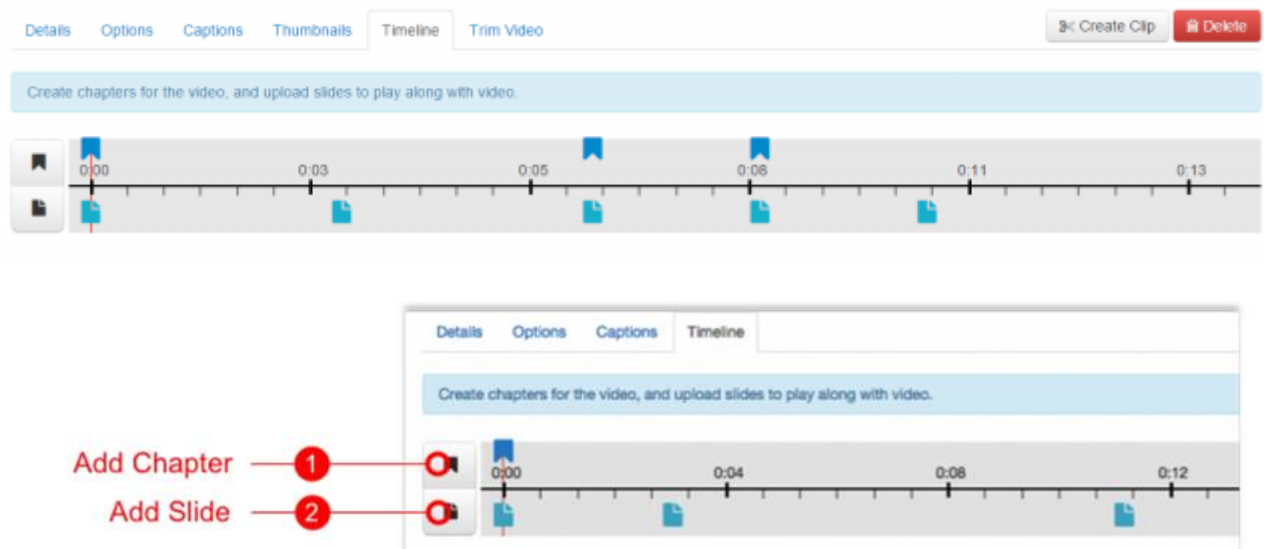 Details Options Captions Thumbnails Timeline Trim Video Create Clip Delete
Create chapters for the video, and upload slides to play along with video.
0:00 0:03 0:05 0:08 0:11 0:13
Details Options Captions Timeline
Create chapters for the video, and upload slides to play along with video.
Add Chapter 1
0:00 0:04 0:08 0:12
Add Slide 2